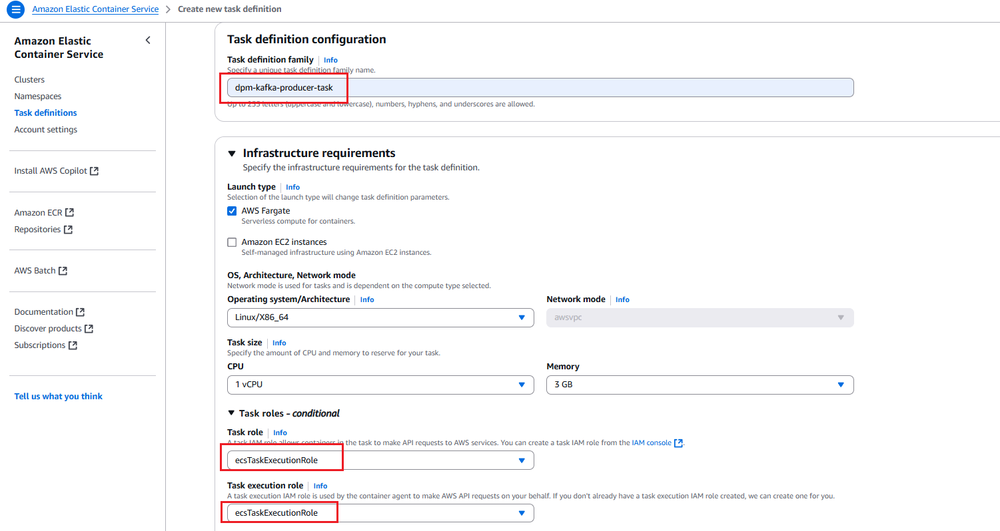 Amazon Elastic Container Service > Create new task definition
Amazon Elastic
Container Service
Clusters
Namespaces
Task definitions
Account settings
Install AWS Copilot
Amazon ECR
Repositories
AWS Batch
Documentation
Discover products
Subscriptions
Tell us what you think
Task definition configuration
Task definition family Info
Specify a unique task definition family name.
dpm-kafka-producer-task
Up to 255 letters (uppercase and lowercase), numbers, hyphens, and underscores are allowed.
Infrastructure requirements
Specify the infrastructure requirements for the task definition.
Launch type Info
Selection of the launch type will change task definition parameters.
AWS Fargate
Serverless compute for containers.
Amazon EC2 instances
Self-managed infrastructure using Amazon EC2 instances.
OS, Architecture, Network mode
Network mode is used for tasks and is dependent on the compute type selected.
Operating system/Architecture Info Network mode Info
Linux/X86_64 awsvpc
Task size Info
Specify the amount of CPU and memory to reserve for your task.
CPU Memory
1 vCPU 3 GB
Task roles - conditional
Task role Info
A task IAM role allows containers in the task to make API requests to AWS services. You can create a task IAM role from the IAM console.
ecsTaskExecutionRole
Task execution role Info
A task execution IAM role is used by the container agent to make AWS API requests on your behalf. If you don't already have a task execution IAM role created, we can create one for you.
ecsTaskExecutionRole